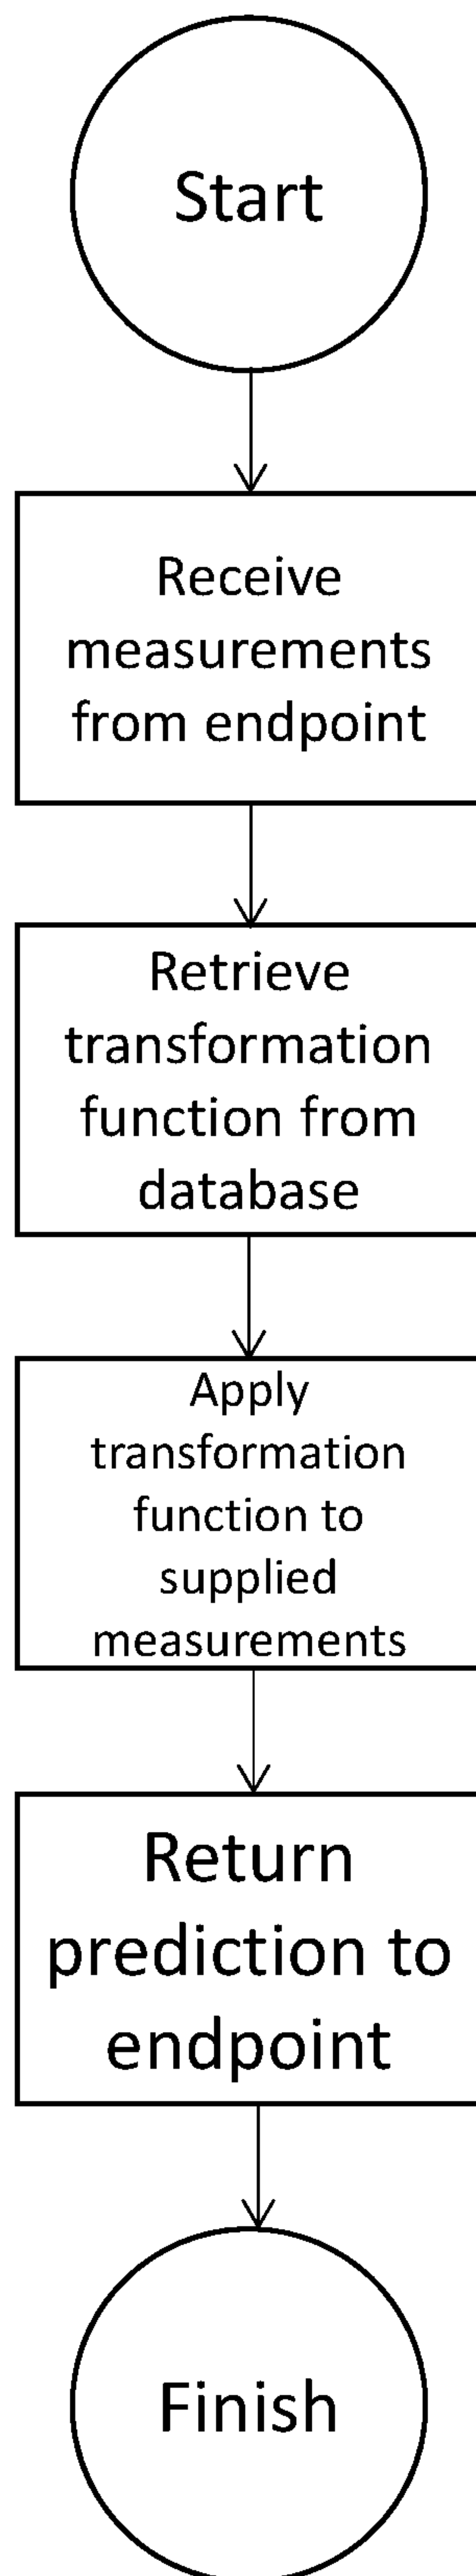 Start
Receive
measurements
from endpoint
Retrieve
transformation
function from
database
Apply
transformation
function to
supplied
measurements
Return
prediction to
endpoint
Finish